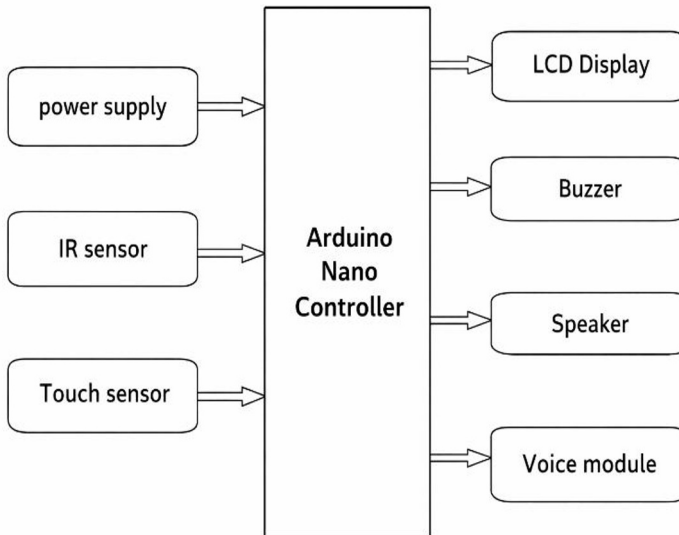 power supply
IR sensor
Touch sensor
Arduino
Nano
Controller
LCD Display
Buzzer
Speaker
Voice module